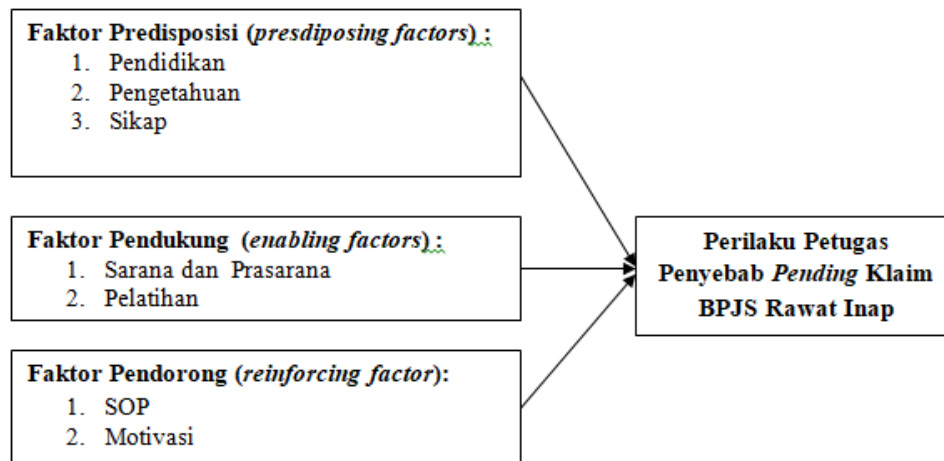 Faktor Predisposisi (presdiposing factors) :
1. Pendidikan
2. Pengetahuan
3. Sikap
Faktor Pendukung (enabling factors) :
1. Sarana dan Prasarana
2. Pelatihan
Faktor Pendorong (reinforcing factor):
1. SOP
2. Motivasi
Perilaku Petugas
Penyebab Pending Klaim
BPJS Rawat Inap